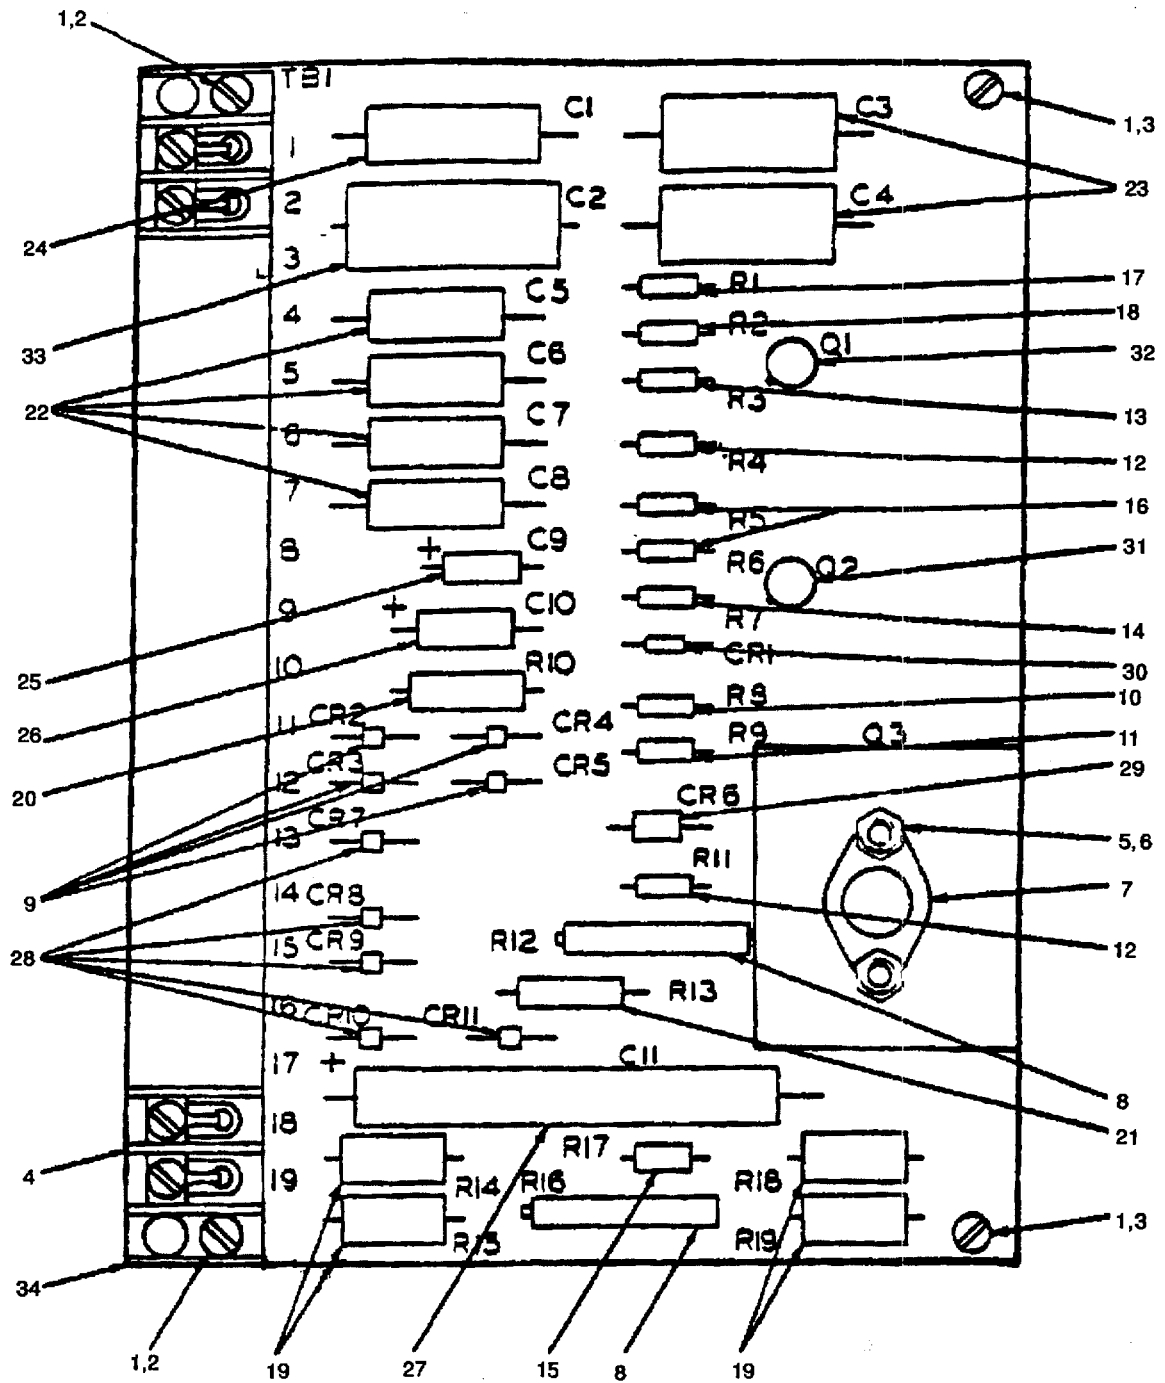 1,2
TB1
C1
C3
1,3
1
23
2
C2
C4
24
3
17
R1
C5
18
4
R2
33
Q1
32
C6
5
22
R3
13
C7
6
R4
12
C8
7
16
R5
+
C9
8
31
R6
Q2
+
C10
9
R7
14
10
R10
CR1
30
25
R8
10
CR2
CR4
11
26
R9
Q3
11
CR3
CR5
12
29
20
CR6
CR7
13
5,6
R11
14
CR8
7
9
R12
15
CR9
12
28
R13
16
CR10
CR11
17
+
C11
8
18
R17
21
4
19
R14
R16
R18
R15
R19
1,3
34
1,2
19
27
15
8
19